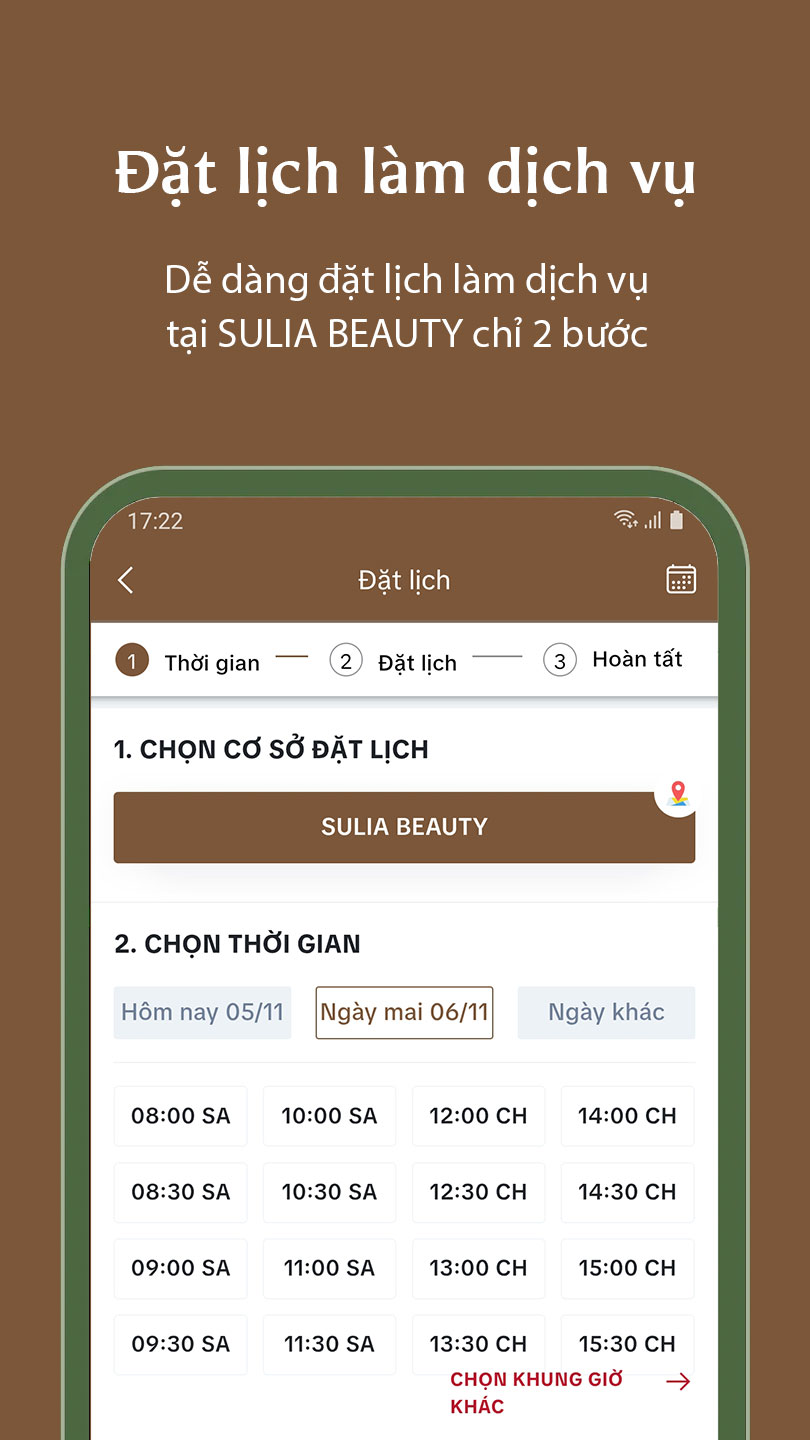 Đặt lịch làm dịch vụ
Dễ dàng đặt lịch làm dịch vụ
tại SULIA BEAUTY chỉ 2 bước
17:22
Đặt lịch
1 Thời gian 2 Đặt lịch 3 Hoàn tất
1. CHỌN CƠ SỞ ĐẶT LỊCH
SULIA BEAUTY
2. CHỌN THỜI GIAN
Hôm nay 05/11 Ngày mai 06/11 Ngày khác
08:00 SA 10:00 SA 12:00 CH 14:00 CH
08:30 SA 10:30 SA 12:30 CH 14:30 CH
09:00 SA 11:00 SA 13:00 CH 15:00 CH
09:30 SA 11:30 SA 13:30 CH 15:30 CH
CHỌN KHUNG GIỜ
KHÁC